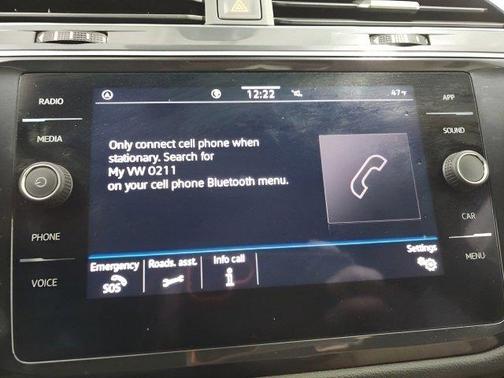 RADIO
MEDIA
PHONE
VOICE
A
12:22
47°F
Only connect cell phone when
stationary. Search for
My VW 0211
on your cell phone Bluetooth menu.
Emergency
SOS
Roads. asst.
Info call
i
Settings
APP
SOUND
CAR
MENU